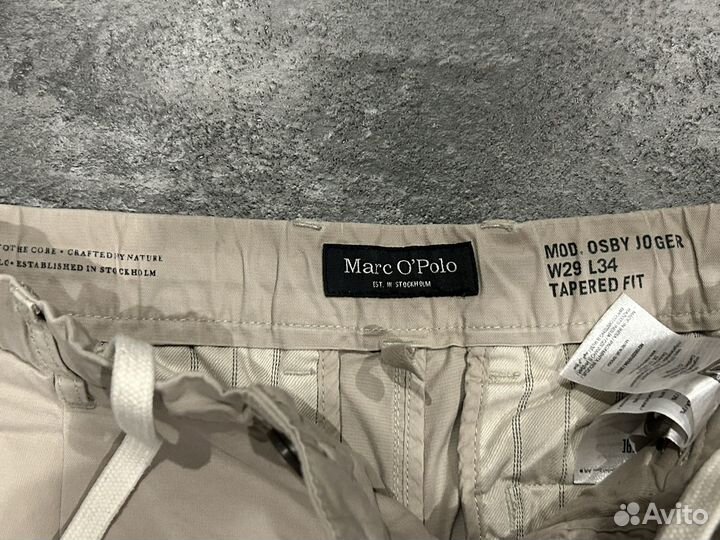 TO THE CORE • CRAFTED BY NATURE
• ESTABLISHED IN STOCKHOLM
Marc O'Polo
EST. IN STOCKHOLM
MOD. OSBY JOGER
W29 L34
TAPERED FIT
Avito